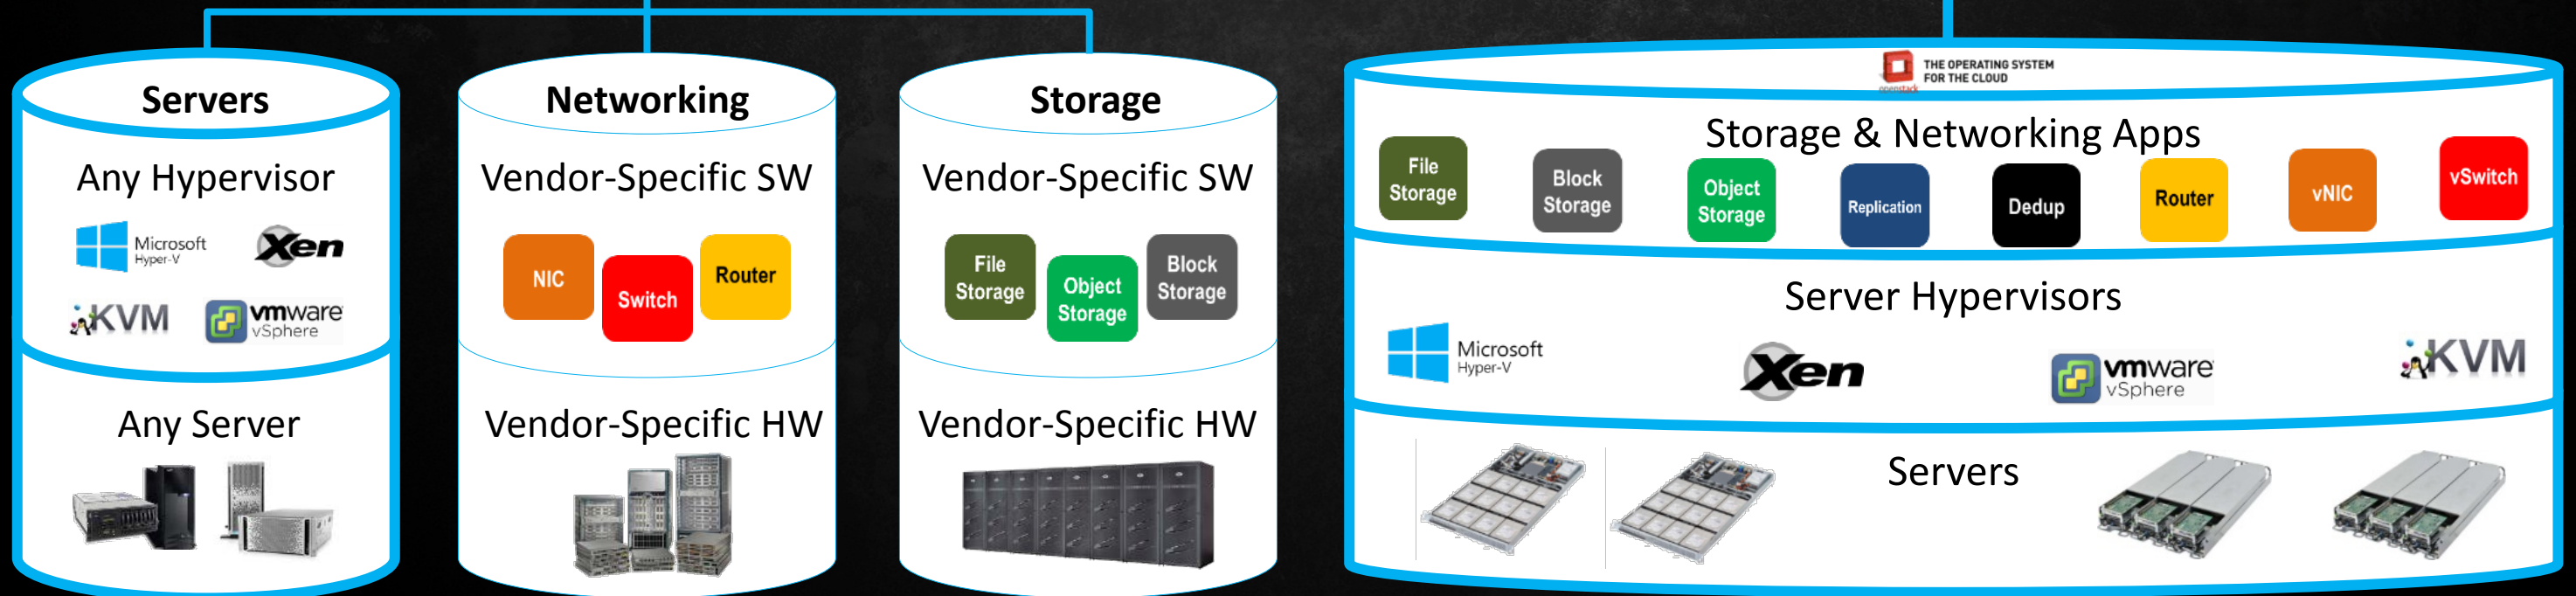 Servers
Any Hypervisor
Microsoft
Hyper-V
Xen
KVM
vmware
vSphere
Any Server
Networking
Vendor-Specific SW
NIC
Switch
Router
Vendor-Specific HW
Storage
Vendor-Specific SW
File
Storage
Object
Storage
Block
Storage
Vendor-Specific HW
THE OPERATING SYSTEM
FOR THE CLOUD
openstack
Storage & Networking Apps
File
Storage
Block
Storage
Object
Storage
Replication
Dedup
Router
vNIC
vSwitch
Server Hypervisors
Microsoft
Hyper-V
Xen
vmware
vSphere
KVM
Servers